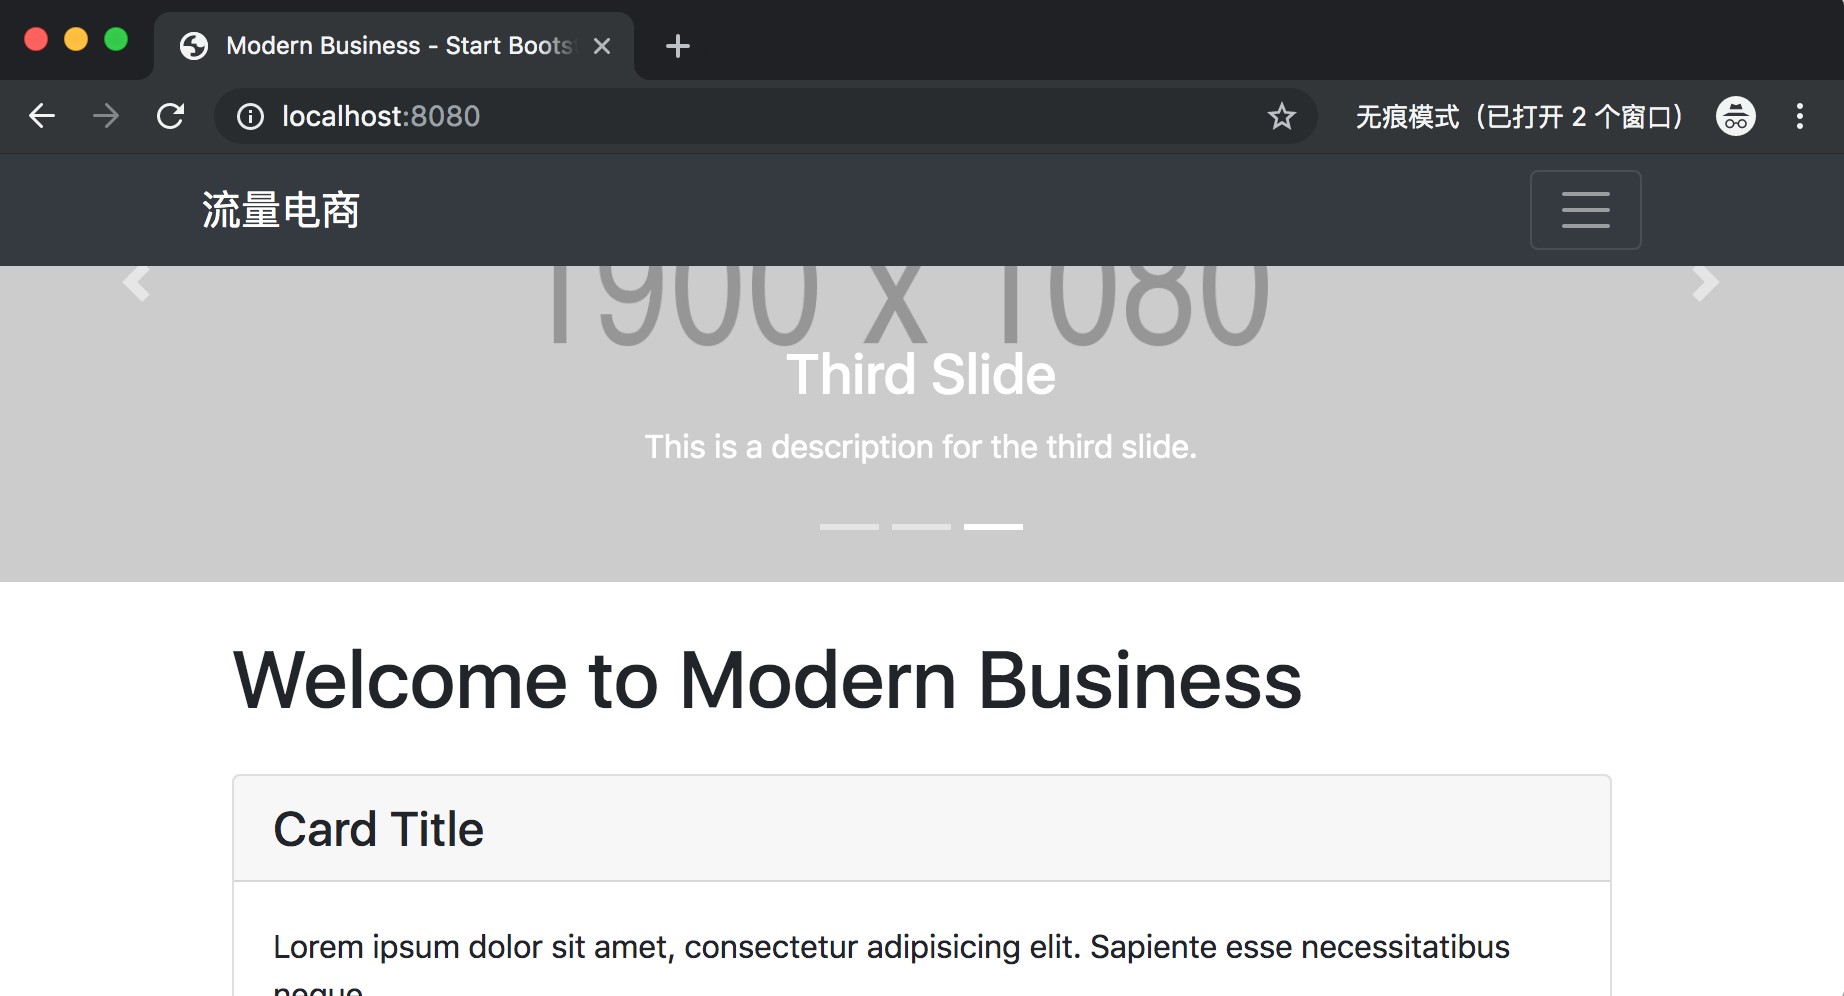 Modern Business - Start Boots
localhost:8080
无痕模式（已打开 2 个窗口）
流量电商
1900 x 1080
Third Slide
This is a description for the third slide.
Welcome to Modern Business
Card Title
Lorem ipsum dolor sit amet, consectetur adipisicing elit. Sapiente esse necessitatibus
neque